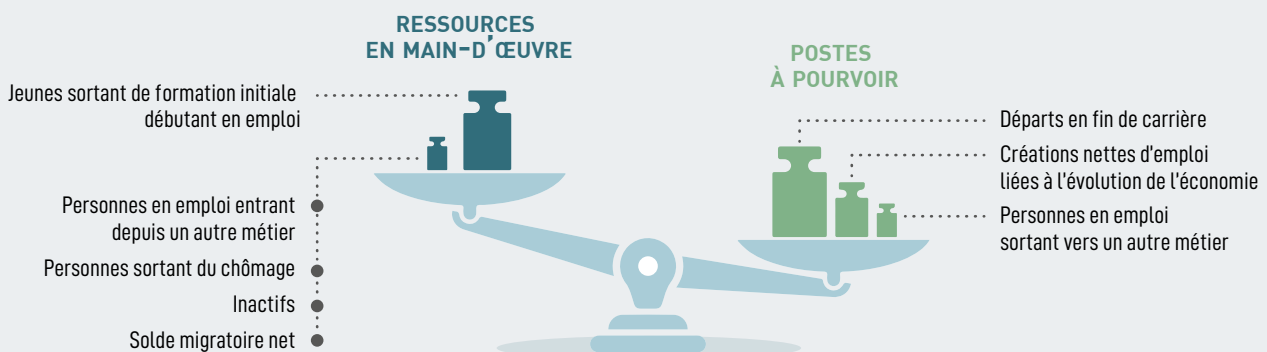 RESSOURCES
EN MAIN-D'ŒUVRE
Jeunes sortant de formation initiale
débutant en emploi
Personnes en emploi entrant
depuis un autre métier
Personnes sortant du chômage
Inactifs
Solde migratoire net
POSTES
À POURVOIR
Départs en fin de carrière
Créations nettes d'emploi
liées à l'évolution de l'économie
Personnes en emploi
sortant vers un autre métier